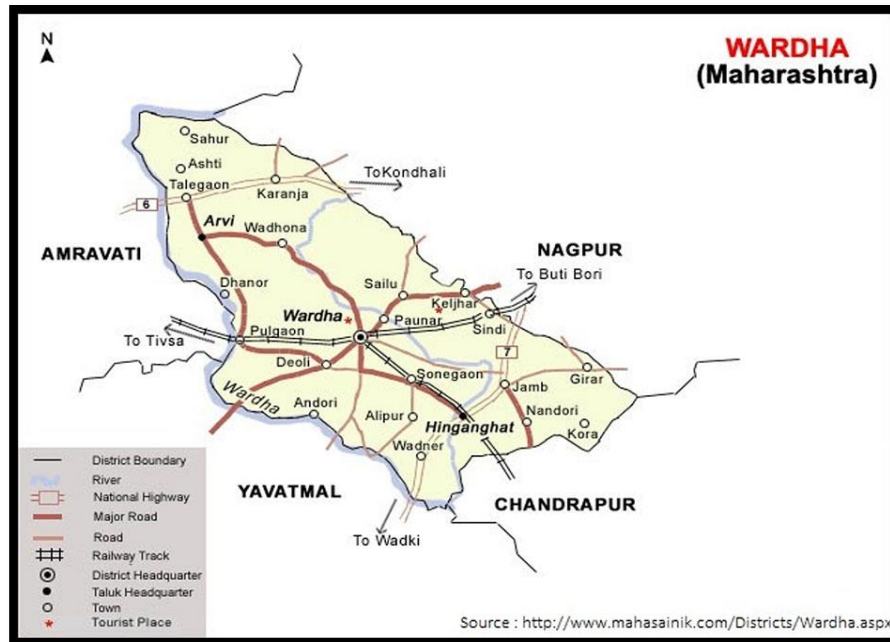 N
WARDHA
(Maharashtra)
Sahur
Ashti
Talegaon
ToKondhali
Karanja
6
Arvi
Wadhona
AMRAVATI
NAGPUR
To Buti Bori
Dhanor
Sailu
Keljhar
Wardha
Paunar
Sindi
To Tivsa
Pulgaon
7
Deoli
Sonegaon
Jamb
Girar
Wardha
Andori
Alipur
Hinganghat
Nandori
Kora
Wadner
YAVATMAL
CHANDRAPUR
To Wadki
District Boundary
River
National Highway
Major Road
Road
Railway Track
District Headquarter
Taluk Headquarter
Town
Tourist Place
Source : http://www.mahasainik.com/Districts/Wardha.aspx